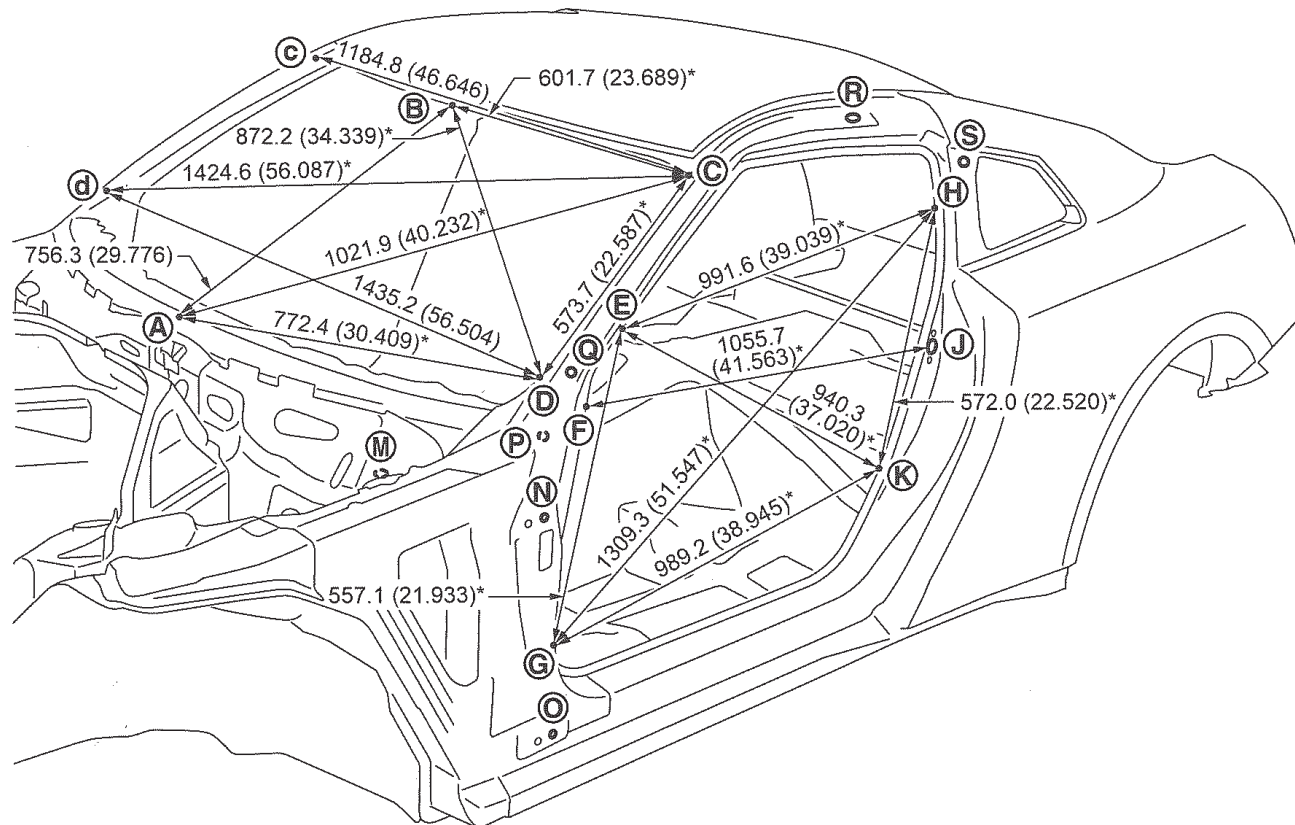 c
1184.8 (46.646)
601.7 (23.689)*
R
B
872.2 (34.339)*
S
1424.6 (56.087)*
C
d
H
1021.9 (40.232)*
573.7 (22.587)*
991.6 (39.039)*
756.3 (29.776)
1435.2 (56.504)
E
A
772.4 (30.409)*
Q
1055.7
(41.563)*
J
D
940.3
(37.020)*
572.0 (22.520)*
F
P
M
K
N
1309.3 (51.547)*
989.2 (38.945)*
557.1 (21.933)*
G
O